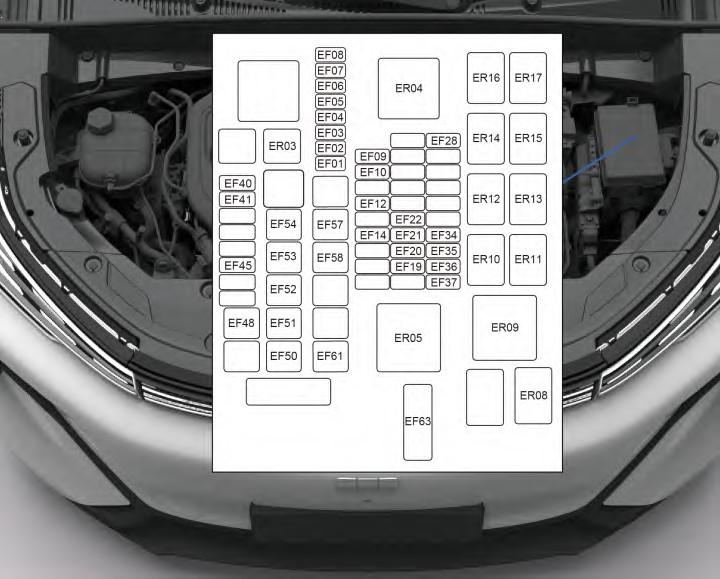 EF08
EF07
EF06
EF05
EF04
EF03
EF02
EF01
ER04
ER16 ER17
ER03
EF28
ER14 ER15
EF09
EF10
EF40
EF41
EF12
ER12 ER13
EF54 EF57
EF22
EF14 EF21 EF34
EF53 EF58
EF20 EF35
EF45
EF19 EF36
EF37
ER10 ER11
EF52
EF48 EF51
ER05
ER09
EF50 EF61
EF63
ER08